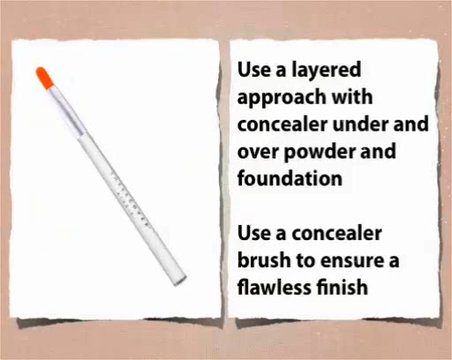 Use a layered
approach with
concealer under and
over powder and
foundation
Use a concealer
brush to ensure a
flawless finish